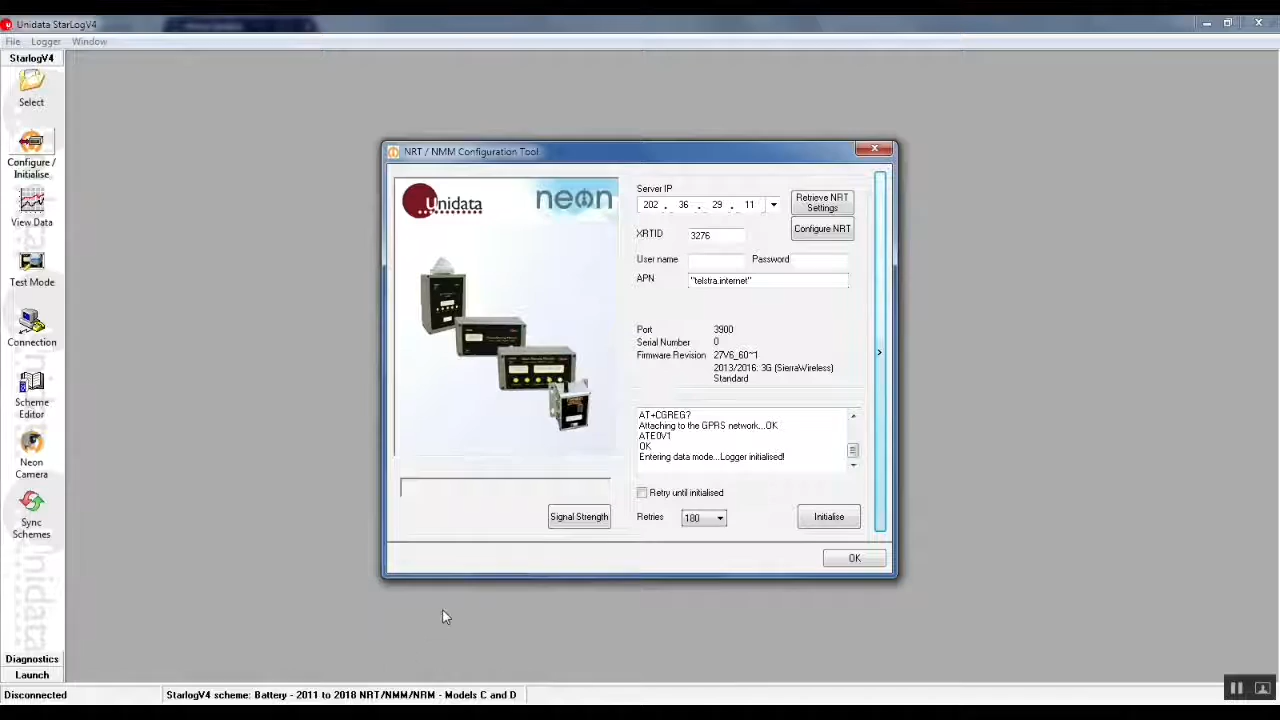 Unidata StarLogV4
File Logger Window
StarlogV4
Select
Configure /
Initialise
View Data
Test Mode
Connection
Scheme
Editor
Neon
Camera
Sync
Schemes
Diagnostics
Launch
NRT / NMM Configuration Tool
Unidata
neon
Signal Strength
Server IP
202 . 36 . 29 . 11
Retrieve NRT
Settings
XRTID 3276
Configure NRT
User name Password
APN "telstra.internet"
Port 3900
Serial Number 0
Firmware Revision 27V6_60~1
2013/2016. 3G (SierraWireless)
Standard
AT+CGREG?
Attaching to the GPRS network...OK
ATE0V1
OK
Entering data mode...Logger initialised!
Retry until initialised
Retries 180 Initialise
OK
Disconnected StarlogV4 scheme: Battery - 2011 to 2018 NRT/NMM/NRM - Models C and D